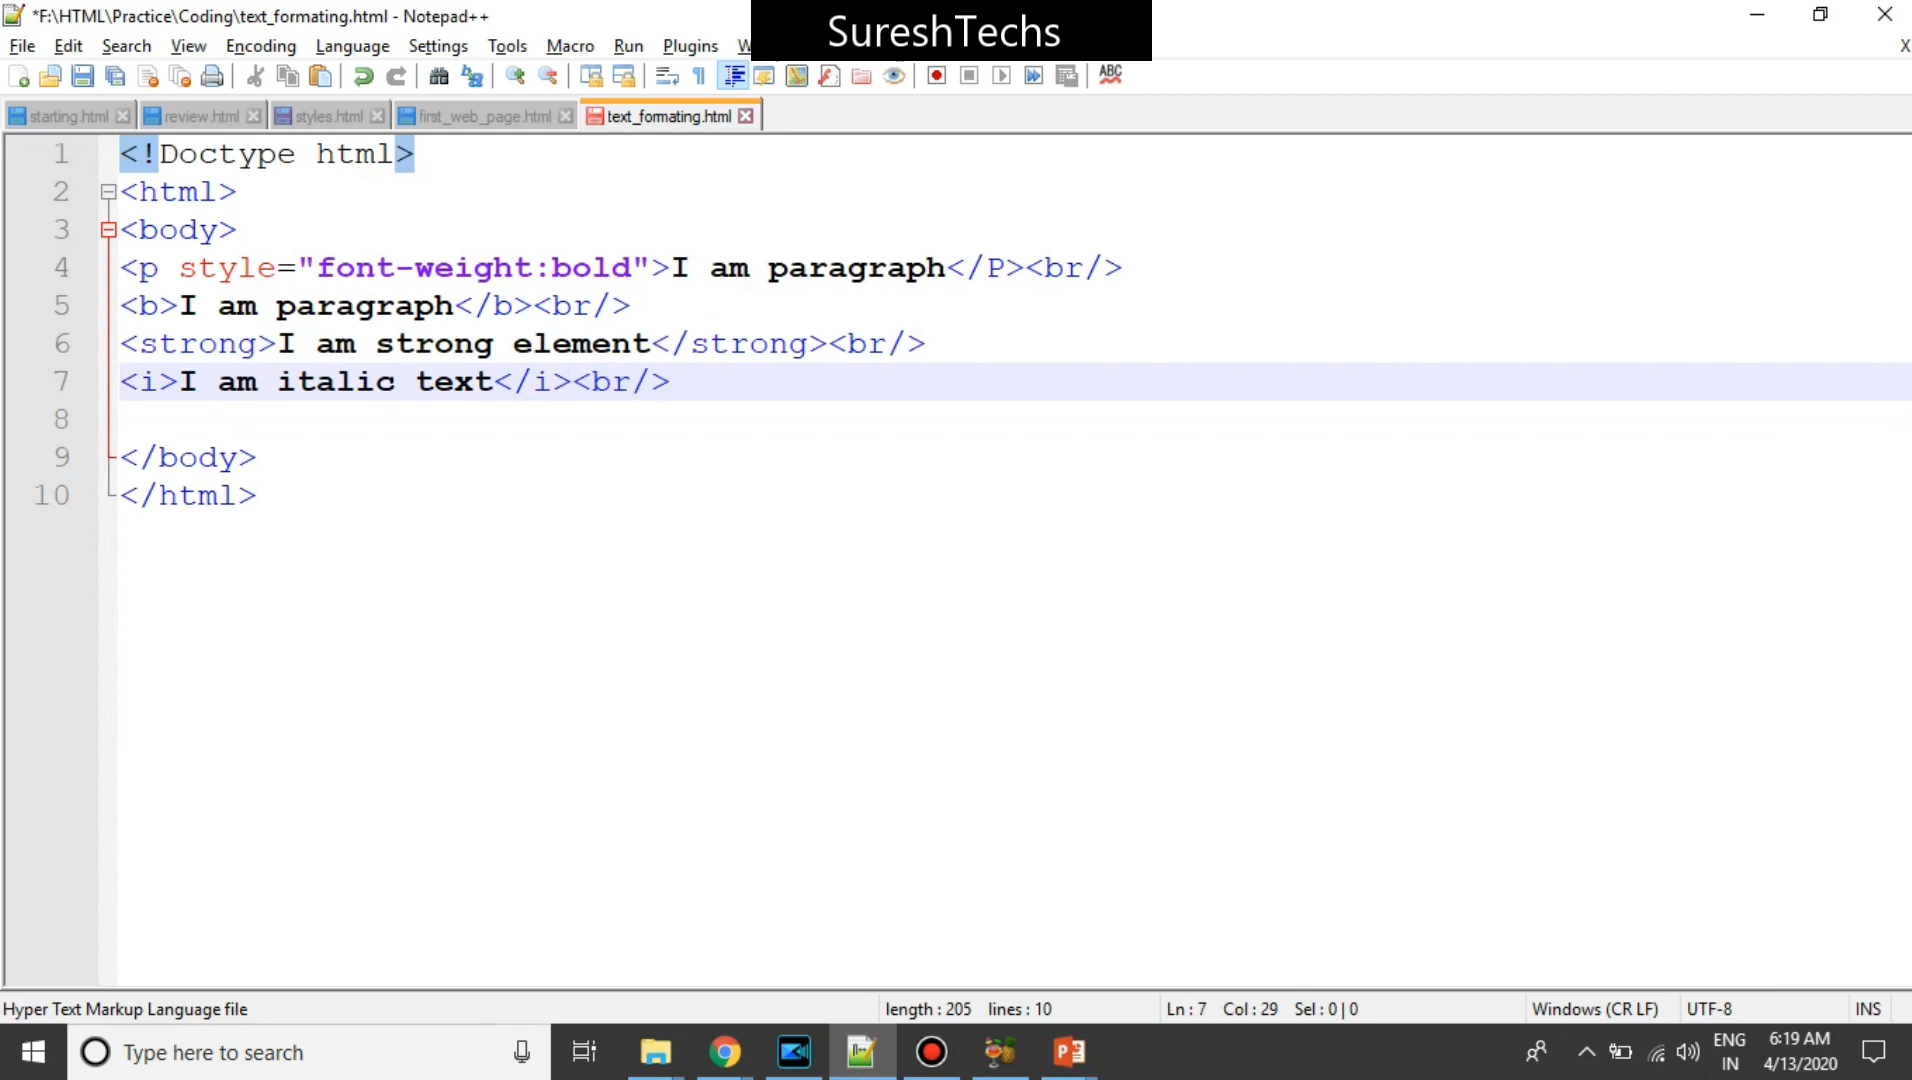 *F:\HTML\Practice\Coding\text_formating.html - Notepad++
SureshTechs
File Edit Search View Encoding Language Settings Tools Macro Run Plugins W X
ABC
starting.html review.html styles.html first_web_page.html text_formating.html
1 <!Doctype html>
2 <html>
3 <body>
4 <p style="font-weight:bold">I am paragraph</P><br/>
5 <b>I am paragraph</b><br/>
6 <strong>I am strong element</strong><br/>
7 <i>I am italic text</i><br/>
8
9 </body>
10 </html>
Hyper Text Markup Language file length : 205 lines : 10 Ln : 7 Col : 29 Sel : 0 | 0 Windows (CR LF) UTF-8 INS
Type here to search
ENG 6:19 AM
IN 4/13/2020